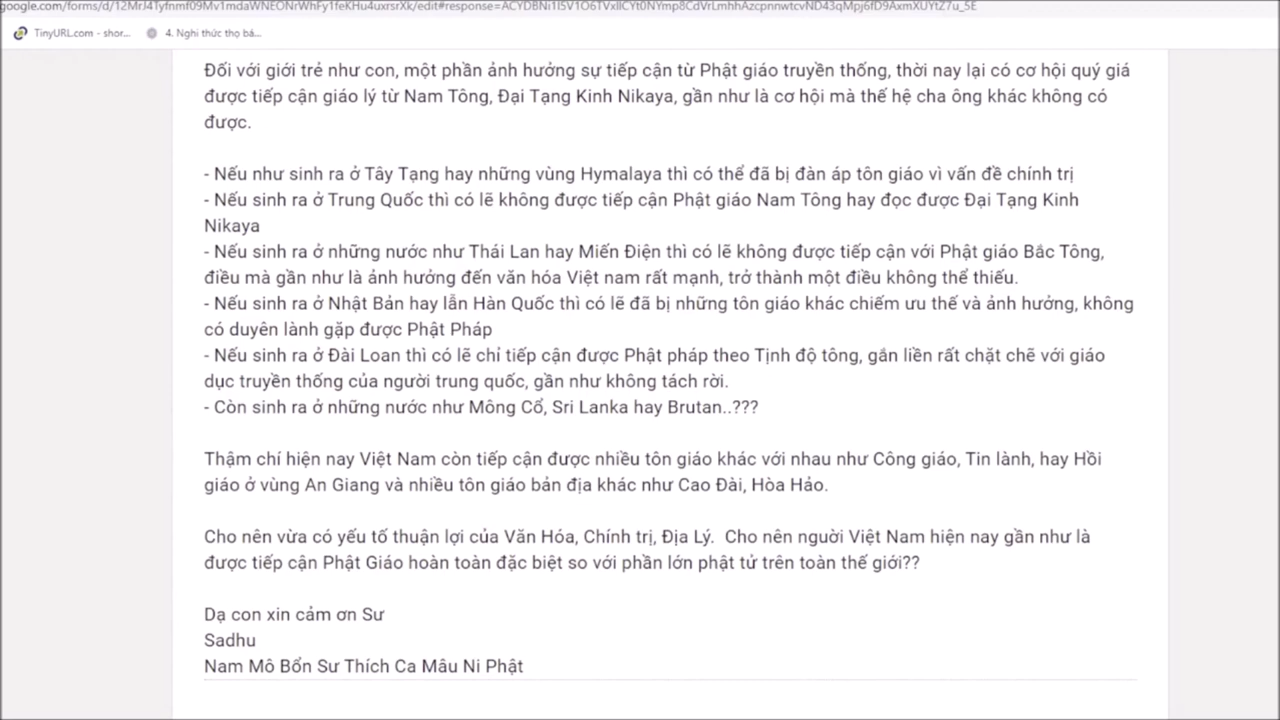 google.com/forms/d/12MrJ4Tyfnmf09Mv1mdaWNEONrWhFy1feKHu4uxrsrXk/edit#response=ACYDBNi1I5V1O6TVxllCYt0NYmp8CdVrLmhhAzcpnnwtcvND43qMpj6fD9AxmXUYtZ7u_5E
TinyURL.com - shor...
4. Nghi thức thọ bá...
Đối với giới trẻ như con, một phần ảnh hưởng sự tiếp cận từ Phật giáo truyền thống, thời nay lại có cơ hội quý giá
được tiếp cận giáo lý từ Nam Tông, Đại Tạng Kinh Nikaya, gần như là cơ hội mà thế hệ cha ông khác không có
được.
- Nếu như sinh ra ở Tây Tạng hay những vùng Hymalaya thì có thể đã bị đàn áp tôn giáo vì vấn đề chính trị
- Nếu sinh ra ở Trung Quốc thì có lẽ không được tiếp cận Phật giáo Nam Tông hay đọc được Đại Tạng Kinh
Nikaya
- Nếu sinh ra ở những nước như Thái Lan hay Miến Điện thì có lẽ không được tiếp cận với Phật giáo Bắc Tông,
điều mà gần như là ảnh hưởng đến văn hóa Việt nam rất mạnh, trở thành một điều không thể thiếu.
- Nếu sinh ra ở Nhật Bản hay lẫn Hàn Quốc thì có lẽ đã bị những tôn giáo khác chiếm ưu thế và ảnh hưởng, không
có duyên lành gặp được Phật Pháp
- Nếu sinh ra ở Đài Loan thì có lẽ chỉ tiếp cận được Phật pháp theo Tịnh độ tông, gắn liền rất chặt chẽ với giáo
dục truyền thống của người trung quốc, gần như không tách rời.
- Còn sinh ra ở những nước như Mông Cổ, Sri Lanka hay Brutan..???
Thậm chí hiện nay Việt Nam còn tiếp cận được nhiều tôn giáo khác với nhau như Công giáo, Tin lành, hay Hồi
giáo ở vùng An Giang và nhiều tôn giáo bản địa khác như Cao Đài, Hòa Hảo.
Cho nên vừa có yếu tố thuận lợi của Văn Hóa, Chính trị, Địa Lý.  Cho nên nguời Việt Nam hiện nay gần như là
được tiếp cận Phật Giáo hoàn toàn đặc biệt so với phần lớn phật tử trên toàn thế giới??
Dạ con xin cảm ơn Sư
Sadhu
Nam Mô Bổn Sư Thích Ca Mâu Ni Phật